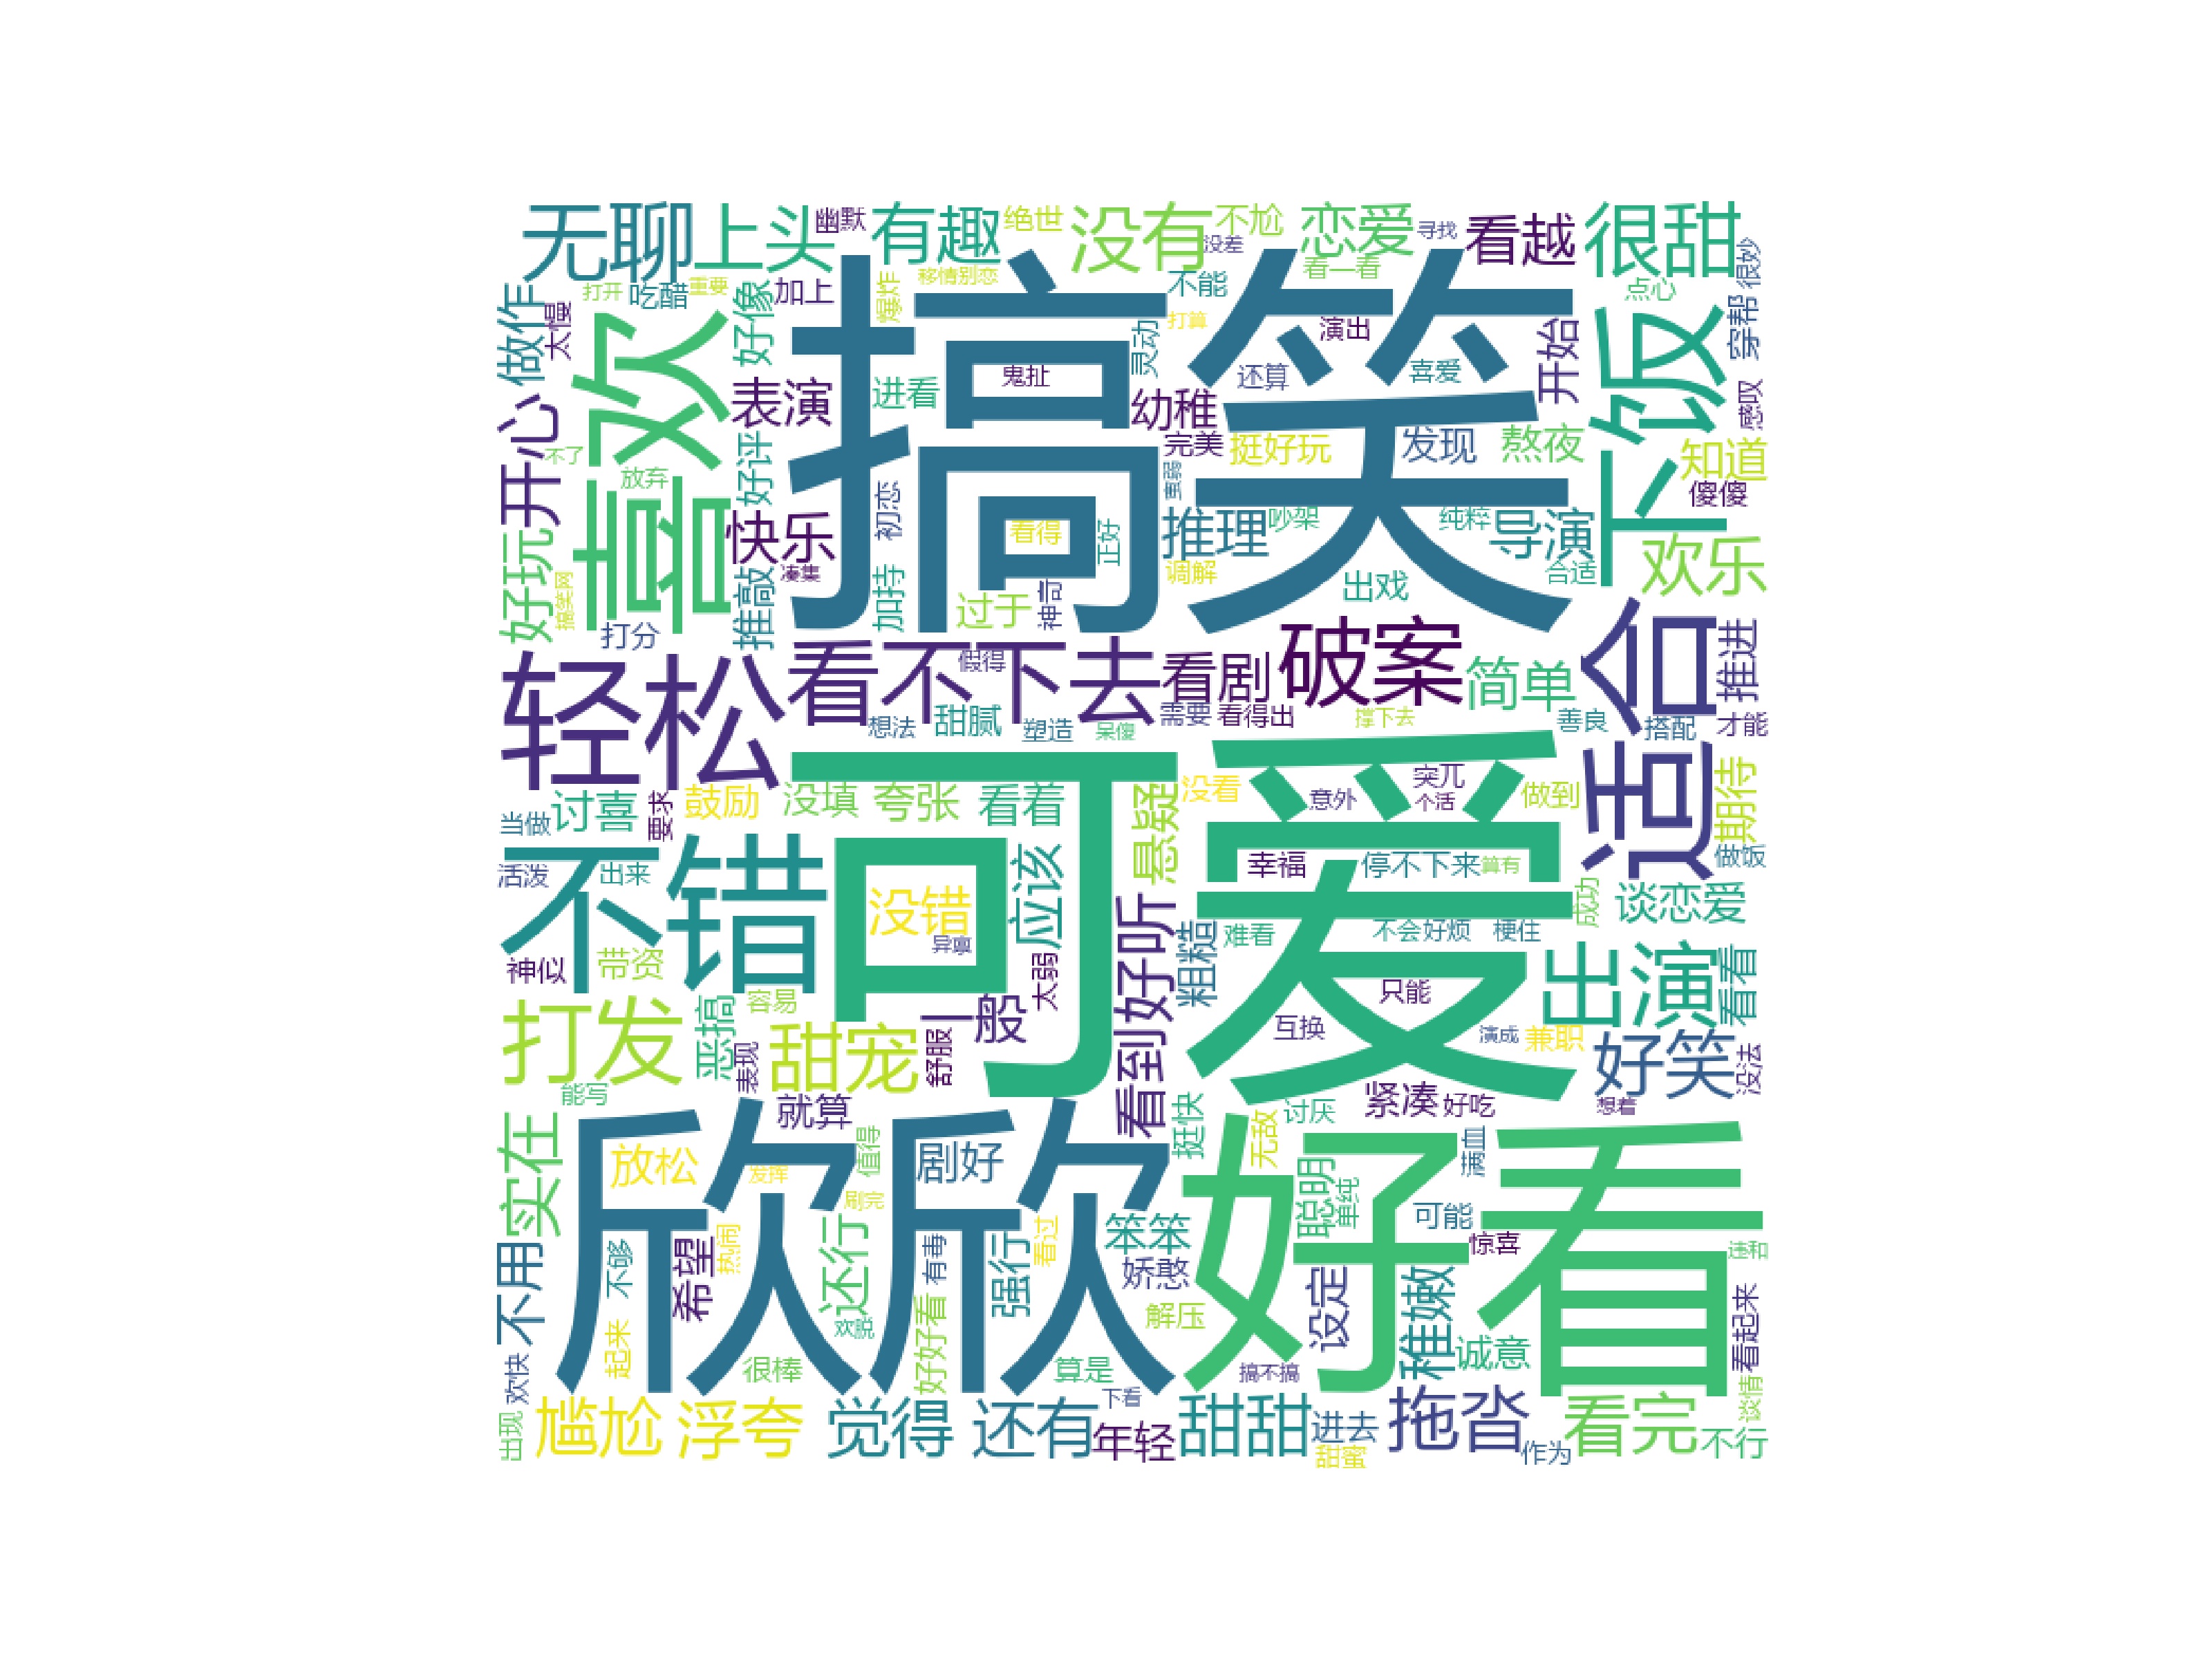 无聊
上头
幽默
有趣
绝世
没有
没差
不尬
恋爱
寻找
看越
很甜
很妙
做作
太慢
打开
吃醋
重要
好像
加上
爆炸
移情别恋
不能
看一看
点心
穿帮
喜欢
搞笑
打算
灵动
演出
开始
下饭
开心
表演
进看
鬼扯
幼稚
还算
喜爱
感叹
不了
放弃
好评
初恋
完美
挺好玩
发现
熬夜
知道
傻傻
好玩
快乐
凑集
看得
正好
推理
吵架
纯粹
导演
欢乐
搞笑网
打分
推敲
加持
过于
神奇
调解
出戏
合适
轻松
看不下去
假得
看剧
破案
简单
适合
推进
想法
甜腻
塑造
呆傻
需要
看得出
撑下去
善良
搭配
才能
可爱
当做
讨喜
要求
鼓励
没填
夸张
看着
悬疑
没看
意外
突兀
个活
做到
期待
不错
活泼
出来
没错
应该
幸福
停不下来
算有
做饭
成功
谈恋爱
神似
带资
异禀
太弱
看到
好听
粗糙
难看
不会
好烦
梗住
出演
看看
打发
恶搞
容易
表现
甜宠
一般
舒服
互换
只能
演成
兼职
好笑
没法
能写
就算
挺快
讨厌
紧凑
好吃
想着
欣欣
好看
实在
放松
发挥
值得
剧好
无敌
聪明
单纯
满血
可能
惊喜
违和
不用
不够
希望
热闹
还行
刷完
有毒
强行
看过
笨笨
娇憨
设定
稚嫩
欢快
起来
很棒
欢脱
好好看
算是
解压
搞不搞
诚意
看起来
出现
尴尬
浮夸
觉得
还有
下看
年轻
甜甜
进去
甜蜜
拖沓
作为
看完
不行
谈情